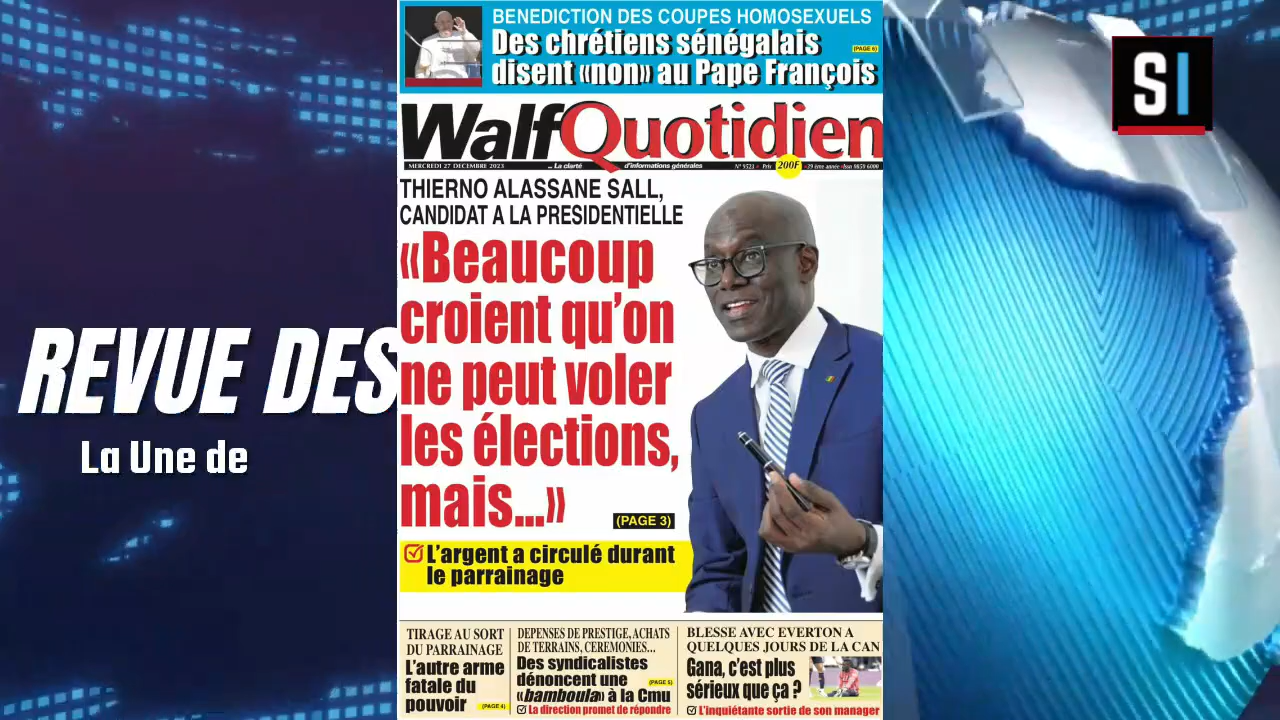 BENEDICTION DES COUPES HOMOSEXUELS
Des chrétiens sénégalais
(PAGE 6)
disent «non» au Pape François
WalfQuotidien
MERCREDI 27 DECEMBRE 2023
... La clarté
d'informations générales
N° 9523 - Prix
200F
THIERNO ALASSANE SALL,
CANDIDAT A LA PRESIDENTIELLE
«Beaucoup
croient qu'on
ne peut voler
les élections,
mais...»
(PAGE 3)
L'argent a circulé durant
le parrainage
TIRAGE AU SORT
DU PARRAINAGE
L'autre arme
fatale du
pouvoir
(PAGE 4)
DEPENSES DE PRESTIGE, ACHATS
DE TERRAINS, CEREMONIES...
Des syndicalistes
dénoncent une
(PAGE 5)
«bamboula» à la Cmu
La direction promet de répondre
BLESSE AVEC EVERTON A
QUELQUES JOURS DE LA CAN
Gana, c'est plus
sérieux que ça ?
L'inquiétante sortie de son manager
REVUE DES
La Une de
SI